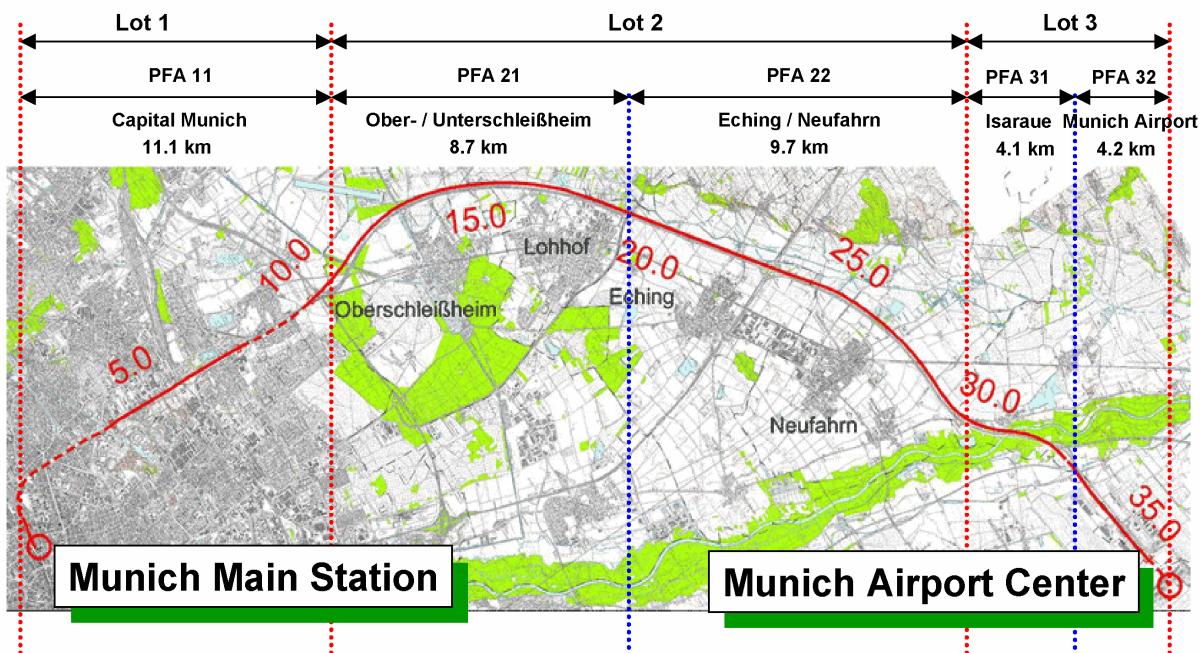 Lot 1
Lot 2
Lot 3
PFA 11
PFA 21
PFA 22
PFA 31
PFA 32
Capital Munich
11.1 km
Ober- / Unterschleißheim
8.7 km
Eching / Neufahrn
9.7 km
Isaraue
4.1 km
Munich Airport
4.2 km
5.0
10.0
15.0
20.0
25.0
30.0
35.0
Lohhof
Eching
Oberschleißheim
Neufahrn
Munich Main Station
Munich Airport Center